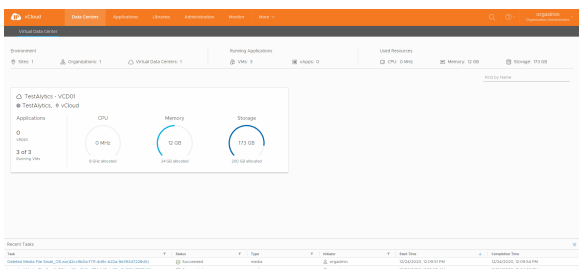 vCloud Data Centers Applications Libraries Administration Monitor More orgadmin
Organization Administrator
Virtual Data Center
Environment Running Applications Used Resources
Sites: 1 Organizations: 1 Virtual Data Centers: 1 VMs: 3 vApps: 0 CPU: 0 MHz Memory: 12 GB Storage: 173 GB
Find by Name
TestAlytics - VCD01
TestAlytics, vCloud
Applications CPU Memory Storage
0
vApps
0 MHz 12 GB 173 GB
3 of 3
Running VMs
24 GB allocated
Recent Tasks
Task Status Type Initiator Start Time Completion Time
Succeeded media orgadmin 12/24/2020, 12:09:51 PM 12/24/2020, 12:09:54 PM